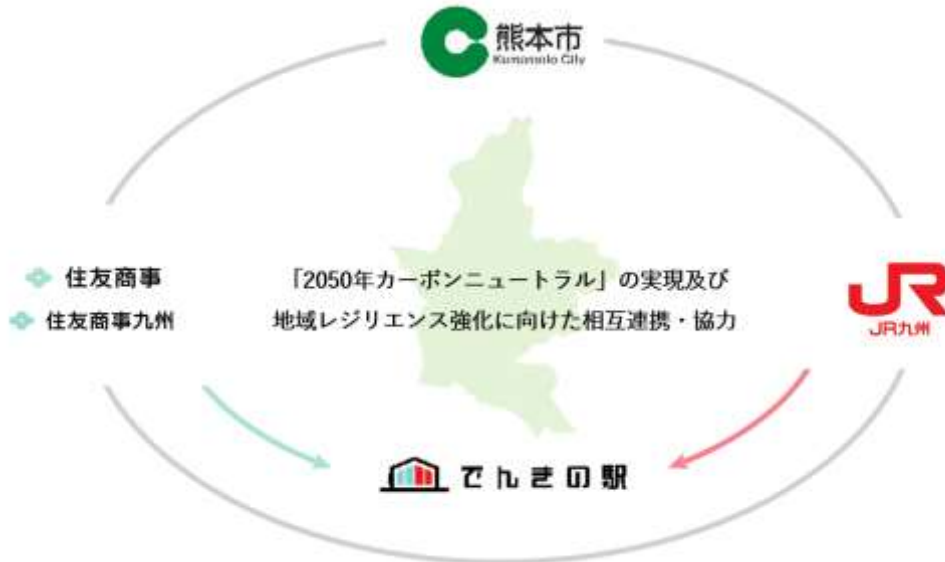 熊本市
Kumamoto City
住友商事
住友商事九州
「2050年カーボンニュートラル」の実現及び
地域レジリエンス強化に向けた相互連携・協力
JR
JR九州
でんきの駅